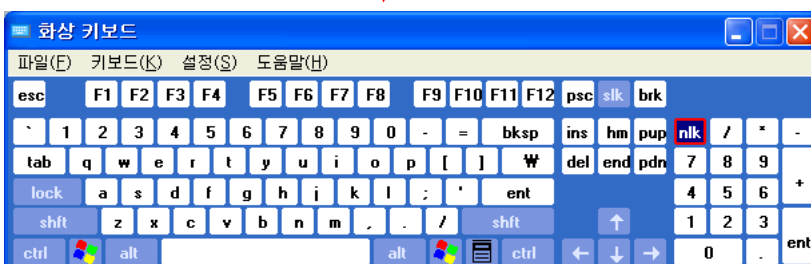 화상 키보드
파일(F) 키보드(K) 설정(S) 도움말(H)
esc F1 F2 F3 F4 F5 F6 F7 F8 F9 F10 F11 F12 psc slk brk
` 1 2 3 4 5 6 7 8 9 0 - = bksp ins hm pup nlk / * -
tab q w e r t y u i o p [ ] ₩ del end pdn 7 8 9 +
lock a s d f g h j k l ; ' ent 4 5 6
shft z x c v b n m , . / shft ↑ 1 2 3 ent
ctrl alt alt ctrl ← ↓ → 0 .